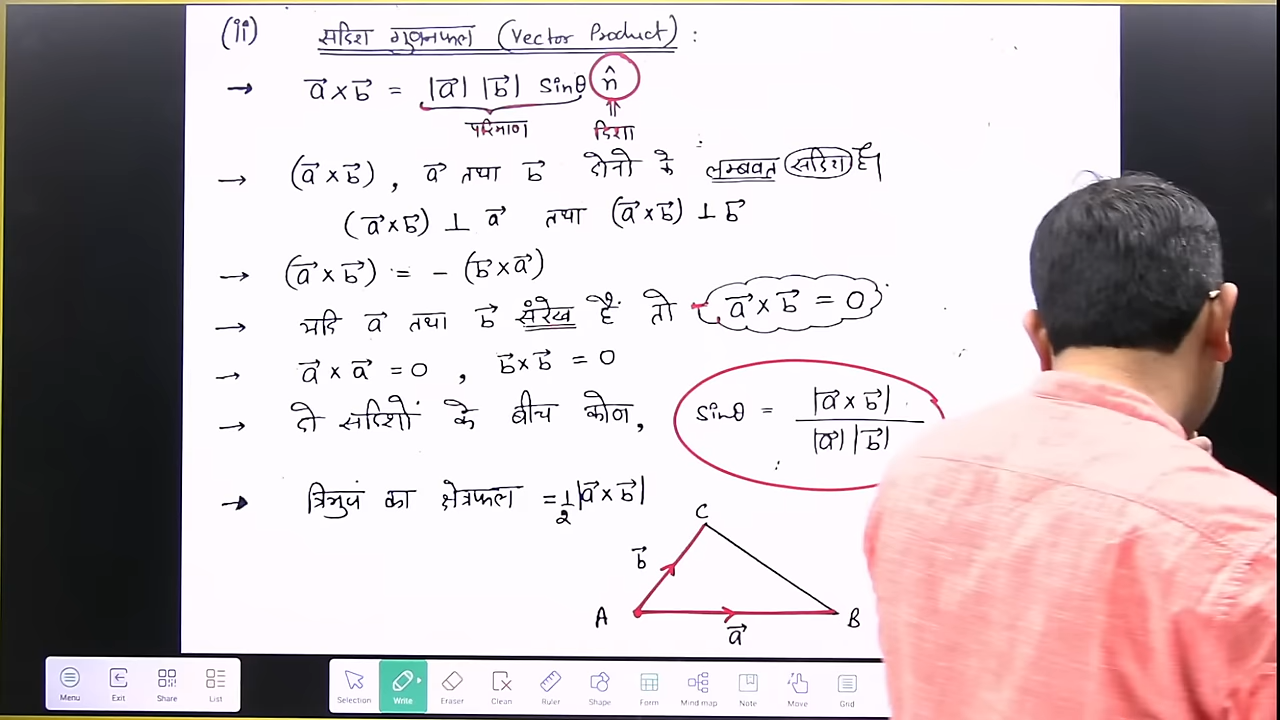 (ii) सदिश गुणनफल (Vector Product) :
→ a⃗ × b⃗ = |a⃗| |b⃗| sinθ n̂
परिमाण दिशा
→ (a⃗ × b⃗), a⃗ तथा b⃗ दोनो के लम्बवत सदिश है।
(a⃗ × b⃗) ⊥ a⃗ तथा (a⃗ × b⃗) ⊥ b⃗
→ (a⃗ × b⃗) = - (b⃗ × a⃗)
→ यदि a⃗ तथा b⃗ संरेख हैं तो a⃗ × b⃗ = 0
→ a⃗ × a⃗ = 0 , b⃗ × b⃗ = 0
→ दो सदिशों के बीच कोण, sinθ = |a⃗ × b⃗| / |a⃗| |b⃗|
→ त्रिभुज का क्षेत्रफल = 1/2 |a⃗ × b⃗|
C
b⃗
A B
a⃗
Menu Exit Share List Selection Write Eraser Clean Ruler Shape Form Mind map Note Move Grid